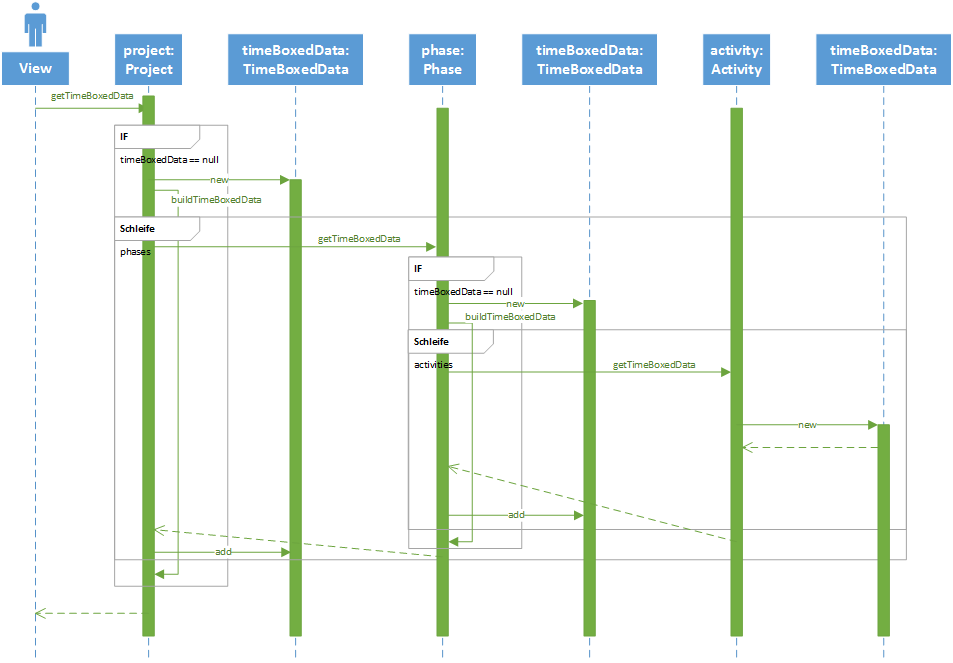 View
project:
Project
timeBoxedData:
TimeBoxedData
phase:
Phase
timeBoxedData:
TimeBoxedData
activity:
Activity
timeBoxedData:
TimeBoxedData
getTimeBoxedData
IF
timeBoxedData == null
new
buildTimeBoxedData
Schleife
phases
getTimeBoxedData
IF
timeBoxedData == null
new
buildTimeBoxedData
Schleife
activities
getTimeBoxedData
new
add
add